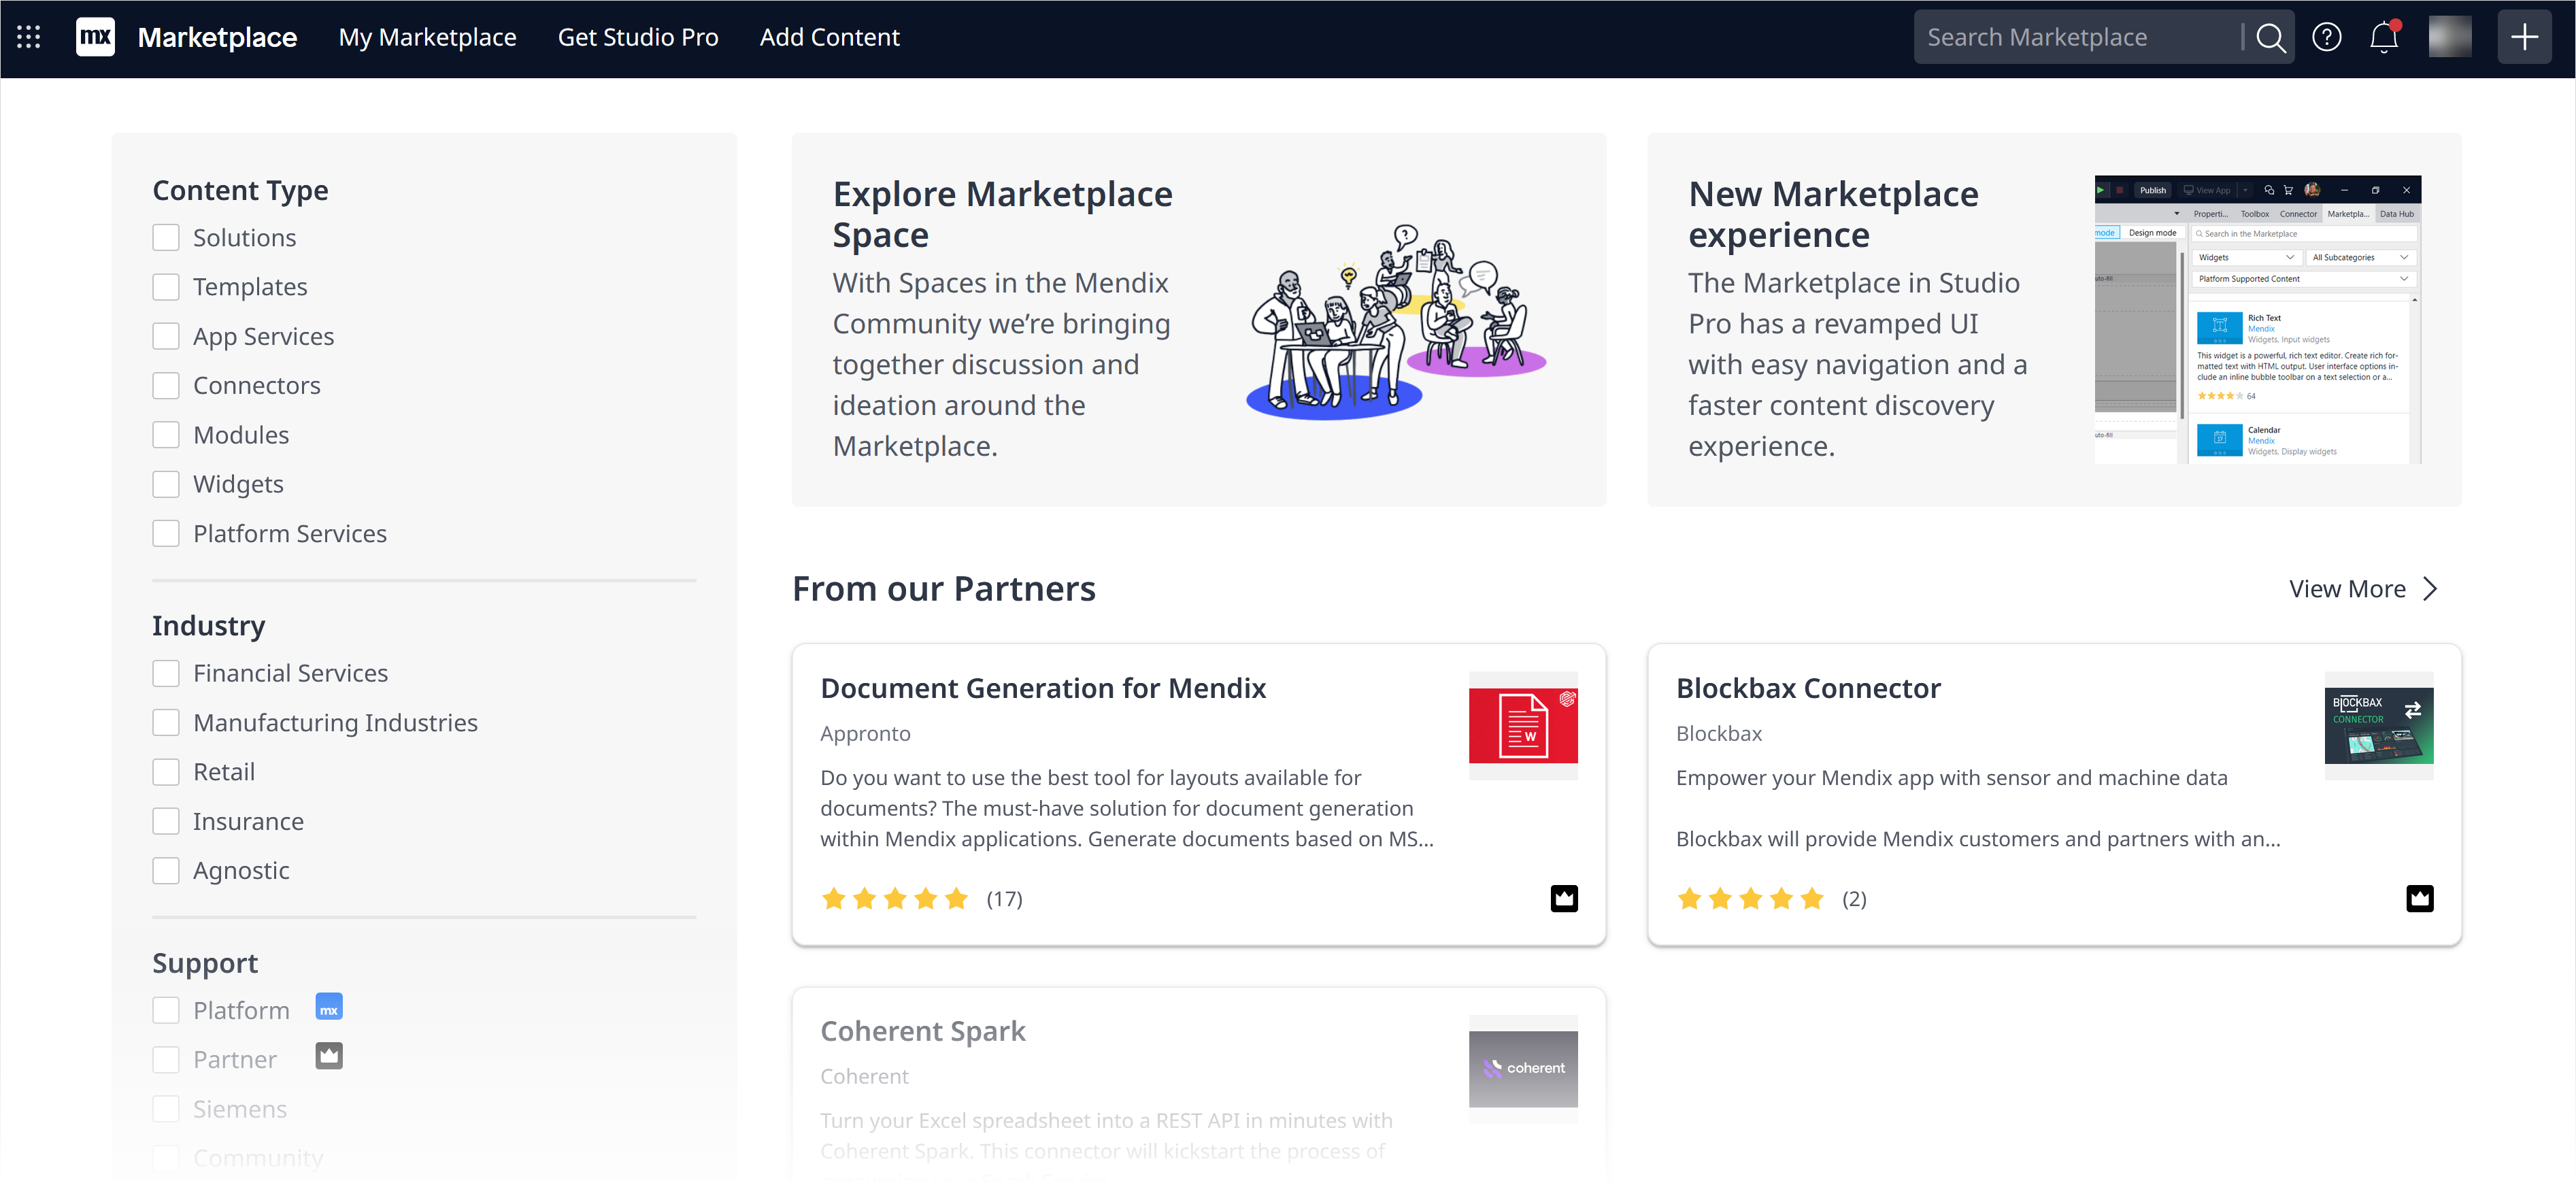 mx Marketplace My Marketplace Get Studio Pro Add Content Search Marketplace
Content Type
Solutions
Templates
App Services
Connectors
Modules
Widgets
Platform Services
Industry
Financial Services
Manufacturing Industries
Retail
Insurance
Agnostic
Support
Platform mx
Partner
Siemens
Community
Explore Marketplace
Space
With Spaces in the Mendix
Community we’re bringing
together discussion and
ideation around the
Marketplace.
New Marketplace
experience
The Marketplace in Studio
Pro has a revamped UI
with easy navigation and a
faster content discovery
experience.
Publish View App
Properti... Toolbox Connector Marketpla... Data Hub
mode Design mode
Search in the Marketplace
Widgets All Subcategories
Platform Supported Content
uto-fill
Rich Text
Mendix
Widgets, Input widgets
This widget is a powerful, rich text editor. Create rich for-
matted text with HTML output. User interface options in-
clude an inline bubble toolbar on a text selection or a...
64
Calendar
Mendix
Widgets, Display widgets
uto-fill
From our Partners
View More
Document Generation for Mendix
Appronto
Do you want to use the best tool for layouts available for
documents? The must-have solution for document generation
within Mendix applications. Generate documents based on MS...
(17)
W
Blockbax Connector
Blockbax
Empower your Mendix app with sensor and machine data
Blockbax will provide Mendix customers and partners with an...
(2)
BLOCKBAX
CONNECTOR
Coherent Spark
Coherent
Turn your Excel spreadsheet into a REST API in minutes with
Coherent Spark. This connector will kickstart the process of
coherent